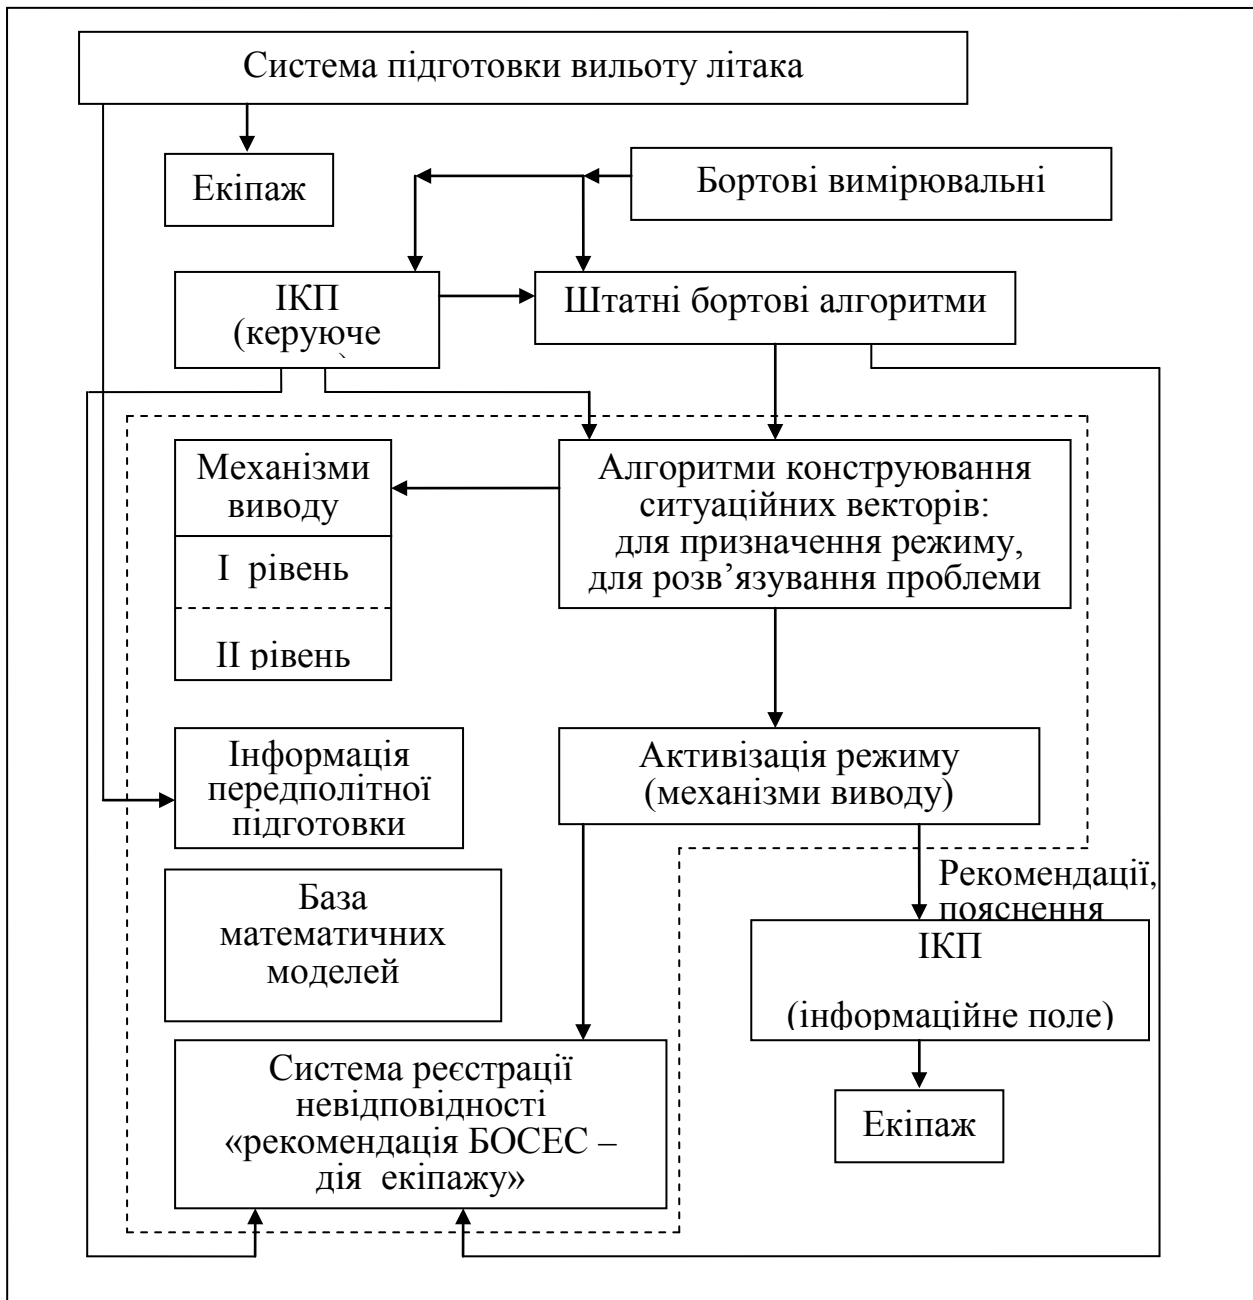 Система підготовки вильоту літака
Екіпаж
Бортові вимірювальні
ІКП
(керуюче
Штатні бортові алгоритми
Механізми
виводу
І рівень
ІІ рівень
Алгоритми конструювання
ситуаційних векторів:
для призначення режиму,
для розв’язування проблеми
Інформація
передполітної
підготовки
Активізація режиму
(механізми виводу)
База
математичних
моделей
Рекомендації,
пояснення
ІКП
(інформаційне поле)
Система реєстрації
невідповідності
«рекомендація БОСЕС –
дія екіпажу»
Екіпаж